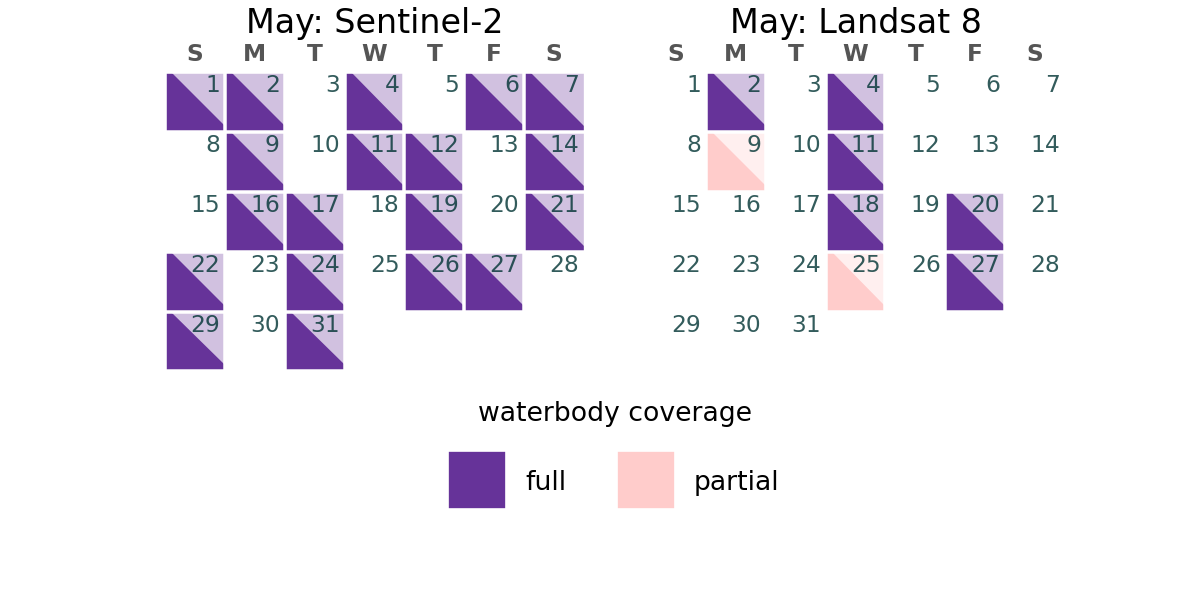 May: Sentinel-2
S M T W T F S
1 2 3 4 5 6 7
8 9 10 11 12 13 14
15 16 17 18 19 20 21
22 23 24 25 26 27 28
29 30 31
May: Landsat 8
S M T W T F S
1 2 3 4 5 6 7
8 9 10 11 12 13 14
15 16 17 18 19 20 21
22 23 24 25 26 27 28
29 30 31
waterbody coverage
full
partial